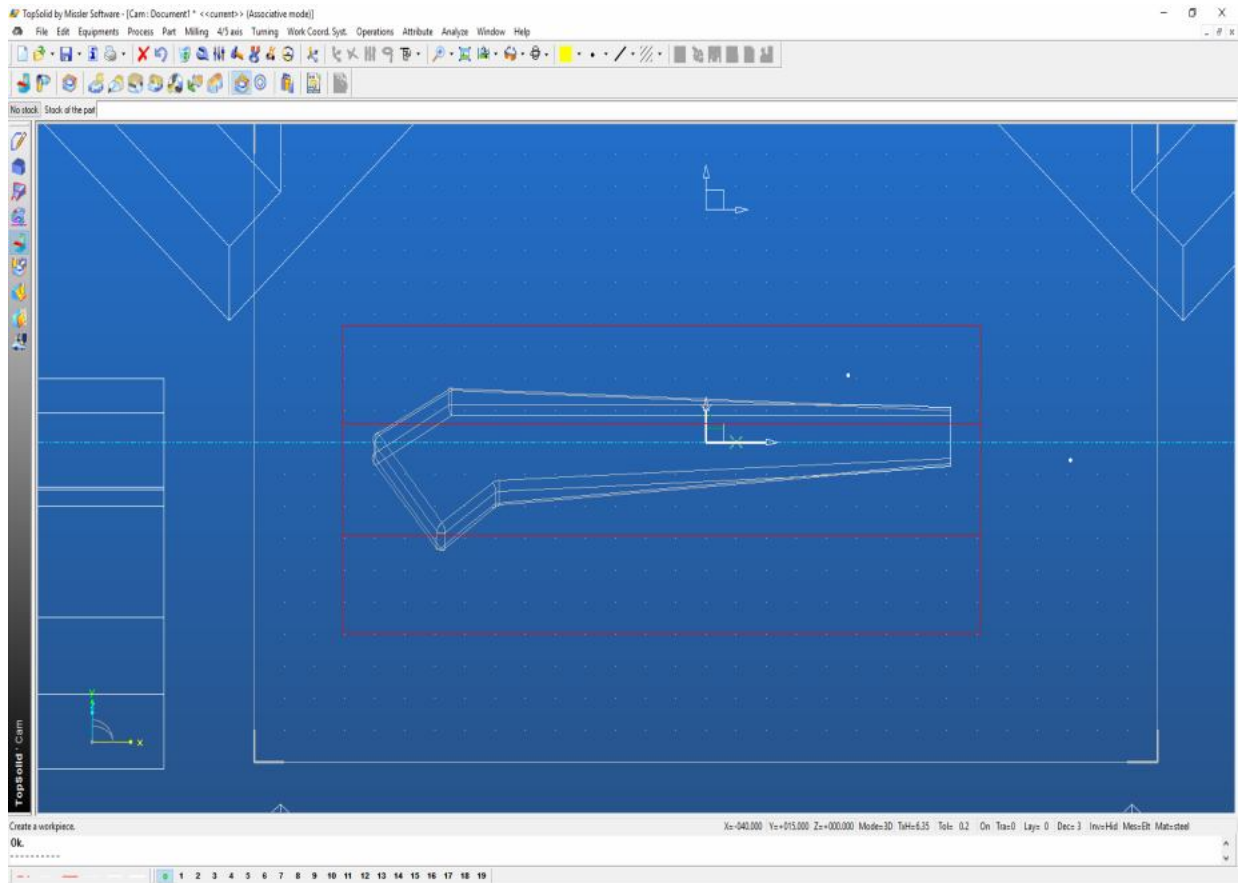 TopSolid by Missler Software - [Cam : Document1 * <<current>> (Associative mode)]
File Edit Equipments Process Part Milling 4/5 axis Turning Work Coord. Syst. Operations Attribute Analyze Window Help
No stock Stock of the part
Y
X
TopSolid'Cam
Create a workpiece.
X=-040.000 Y=+015.000 Z=+000.000 Mode=3D TxH=6.35 Tol= 0.2 On Tra=0 Lay= 0 Dec= 3 Inv=Hid Mes=Elt Mat=steel
Ok.
----------
0 1 2 3 4 5 6 7 8 9 10 11 12 13 14 15 16 17 18 19